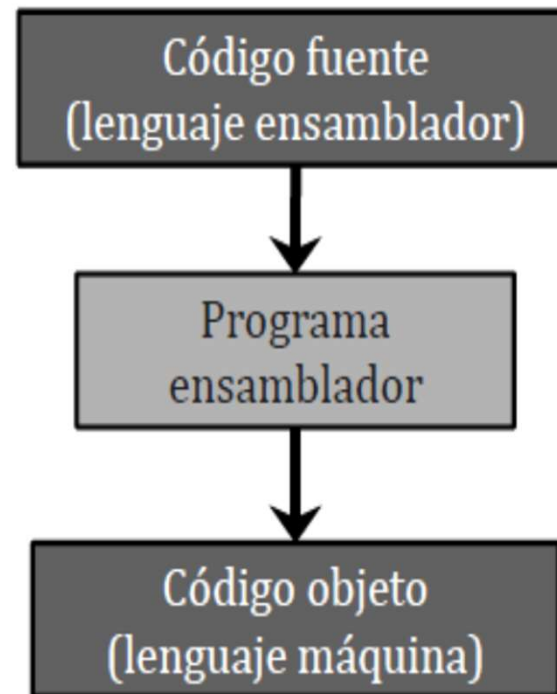 Código fuente
(lenguaje ensamblador)
Programa
ensamblador
Código objeto
(lenguaje máquina)